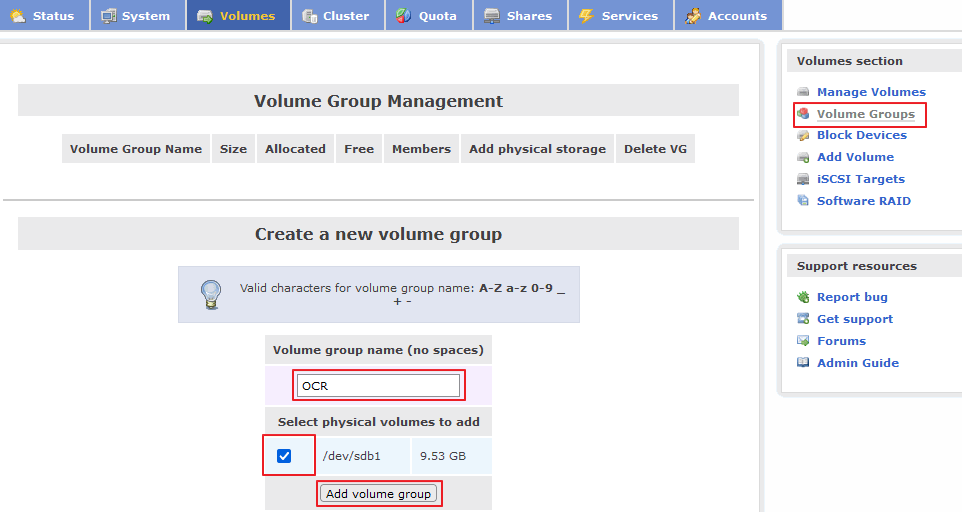 Status System Volumes Cluster Quota Shares Services Accounts
Volume Group Management
Volume Group Name Size Allocated Free Members Add physical storage Delete VG
Create a new volume group
Valid characters for volume group name: A-Z a-z 0-9 _
+ -
Volume group name (no spaces)
OCR
Select physical volumes to add
/dev/sdb1 9.53 GB
Add volume group
Volumes section
Manage Volumes
Volume Groups
Block Devices
Add Volume
iSCSI Targets
Software RAID
Support resources
Report bug
Get support
Forums
Admin Guide